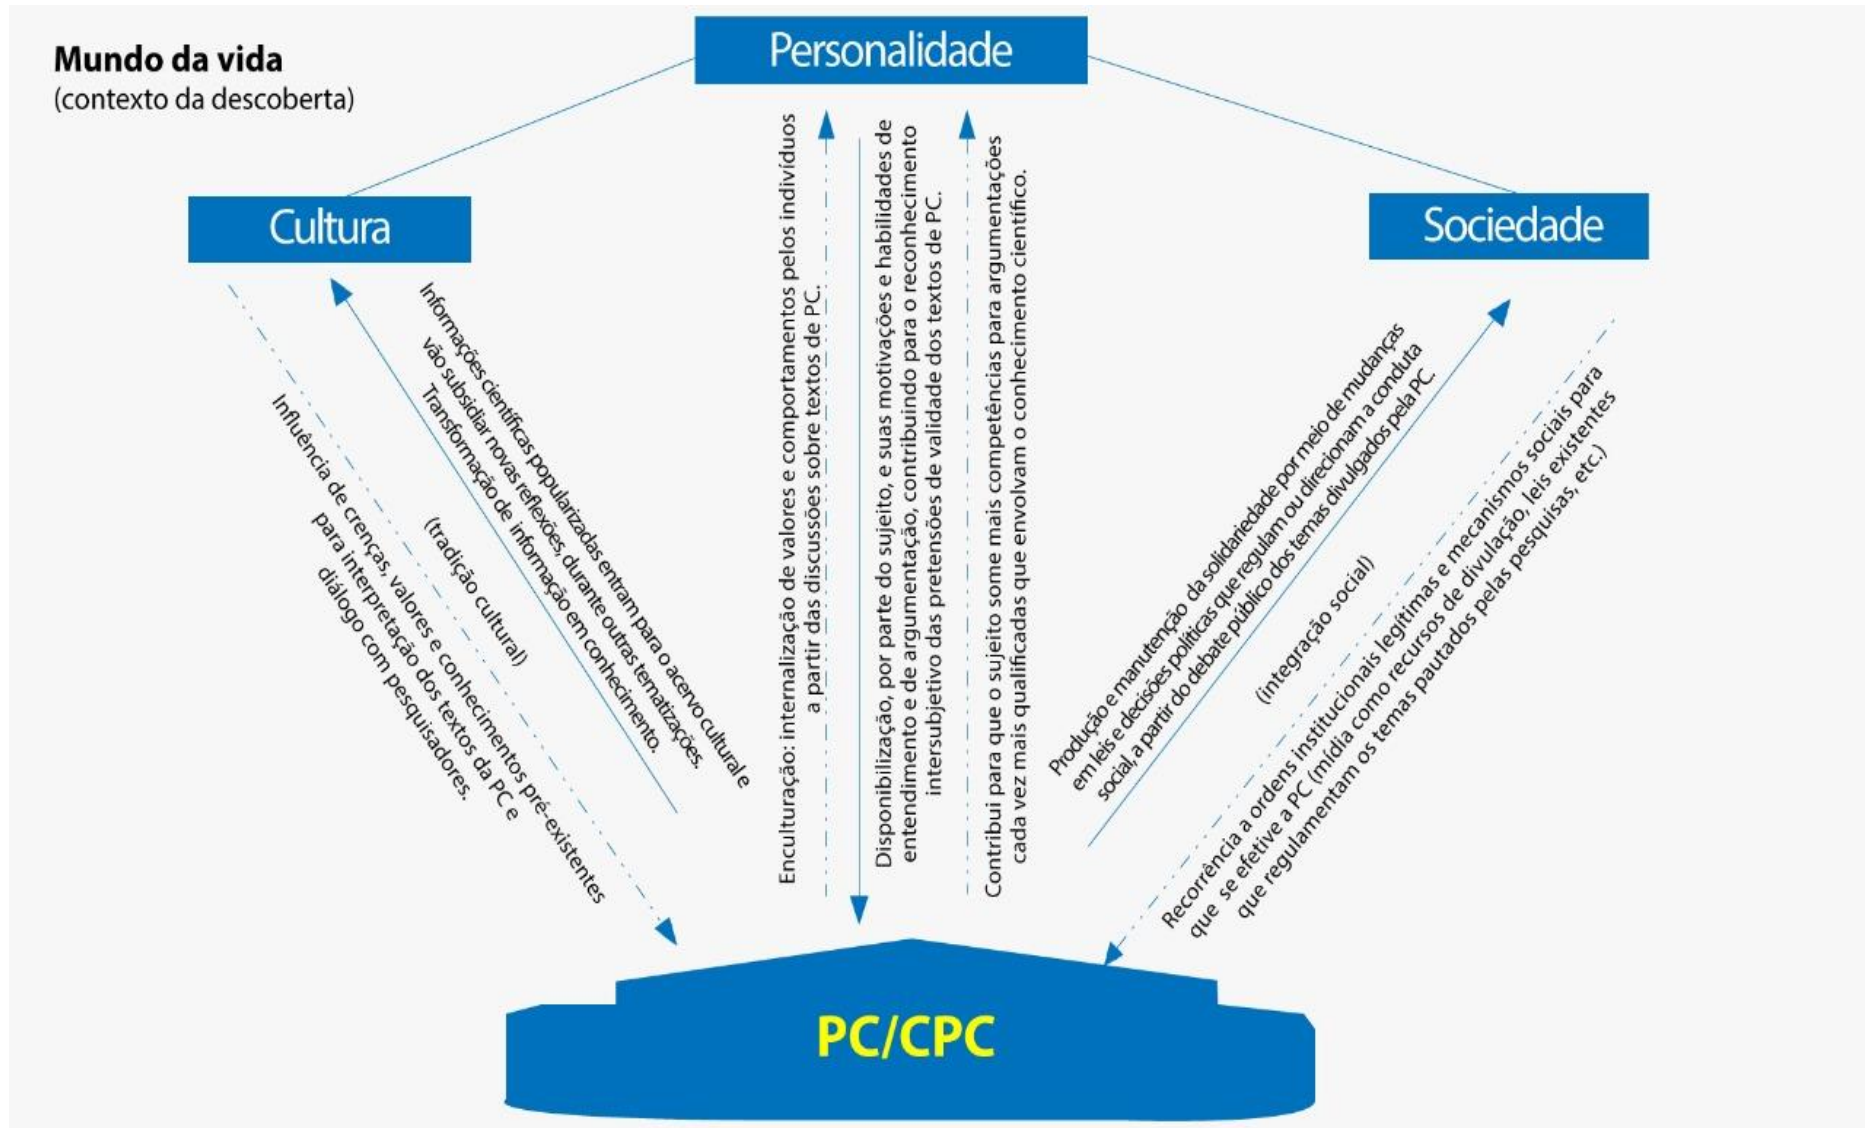 Mundo da vida
(contexto da descoberta)
Personalidade
Cultura
Sociedade
Influência de crenças, valores e conhecimentos pré-existentes
para interpretação dos textos da PC e
diálogo com pesquisadores.
(tradição cultural)
Informações científicas popularizadas entram para o acervo cultural e
vão subsidiar novas reflexões, durante outras tematizações.
Transformação de informação em conhecimento.
Enculturação: internalização de valores e comportamentos pelos indivíduos
a partir das discussões sobre textos de PC.
Disponibilização, por parte do sujeito, e suas motivações e habilidades de
entendimento e de argumentação, contribuindo para o reconhecimento
intersubjetivo das pretensões de validade dos textos de PC.
Contribui para que o sujeito some mais competências para argumentações
cada vez mais qualificadas que envolvam o conhecimento científico.
Produção e manutenção da solidariedade por meio de mudanças
em leis e decisões políticas que regulam ou direcionam a conduta
social, a partir do debate público dos temas divulgados pela PC.
(integração social)
Recorrência a ordens institucionais legítimas e mecanismos sociais para
que se efetive a PC (mídia como recursos de divulação, leis existentes
que regulamentam os temas pautados pelas pesquisas, etc.)
PC/CPC